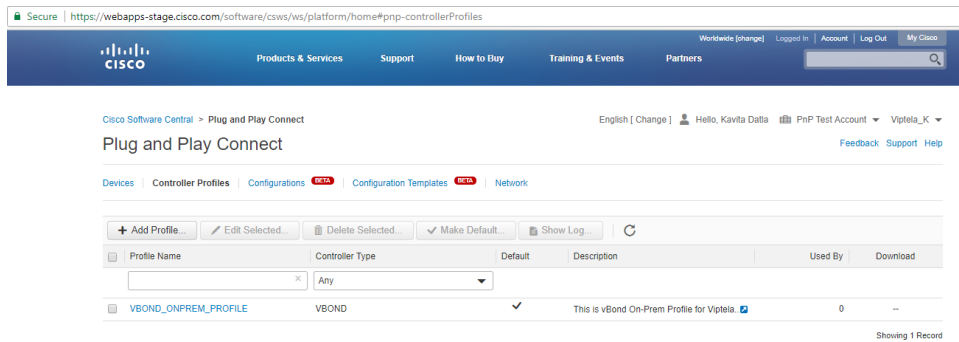 Secure | https://webapps-stage.cisco.com/software/csws/ws/platform/home#pnp-controllerProfiles
Worldwide [change] Logged In | Account | Log Out My Cisco
CISCO
Products & Services Support How to Buy Training & Events Partners
Cisco Software Central > Plug and Play Connect
English [ Change ] Hello, Kavita Datla PnP Test Account Viptela_K
Plug and Play Connect
Feedback Support Help
Devices | Controller Profiles | Configurations BETA | Configuration Templates BETA | Network
+ Add Profile... Edit Selected... Delete Selected... Make Default... Show Log...
Profile Name Controller Type Default Description Used By Download
× Any
VBOND_ONPREM_PROFILE VBOND This is vBond On-Prem Profile for Viptela.. 0 --
Showing 1 Record